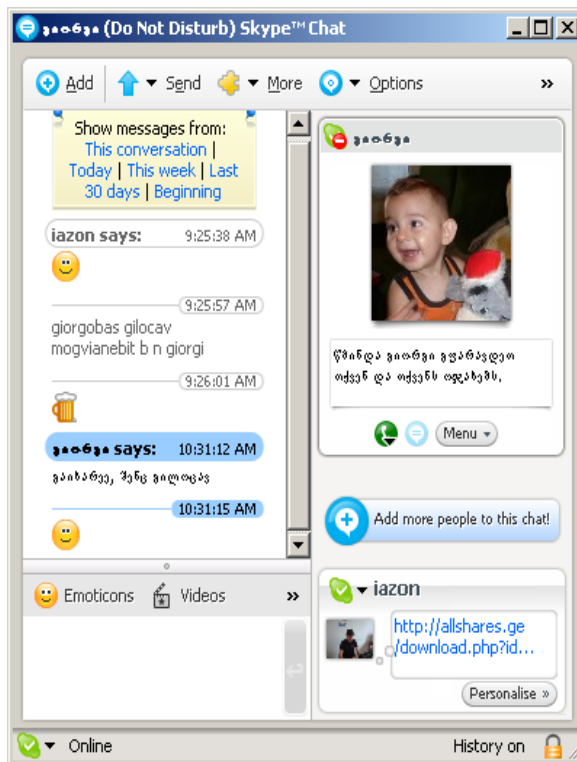 გიორგი (Do Not Disturb) Skype™ Chat
Add Send More Options »
Show messages from:
This conversation |
Today | This week | Last
30 days | Beginning
iazon says: 9:25:38 AM
9:25:57 AM
giorgobas gilocav
mogvianebit b n giorgi
9:26:01 AM
გიორგი says: 10:31:12 AM
გაიხარე, შენც გილოცავ
10:31:15 AM
Emoticons Videos »
გიორგი
წმინდა გიორგი გფარავდეთ
თქვენ და თქვენს ოჯახებს.
Menu
Add more people to this chat!
iazon
http://allshares.ge
/download.php?id...
Personalise »
Online History on